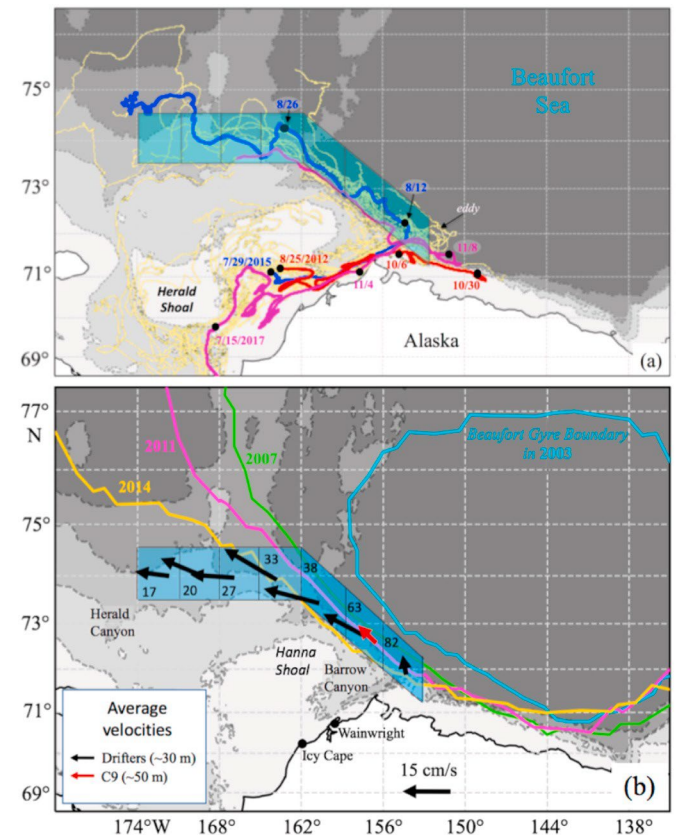 75°
73°
71°
69°
Beaufort
Sea
8/26
8/12
eddy
7/29/2015
8/25/2012
10/6
11/8
11/4
10/30
Herald
Shoal
7/15/2017
Alaska
(a)
77°
N
75°
73°
71°
69°
2011
2007
2014
Beaufort Gyre Boundary
in 2003
33
38
17
20
27
63
82
Herald
Canyon
Hanna
Shoal
Barrow
Canyon
Average
velocities
Drifters (~30 m)
C9 (~50 m)
Wainwright
Icy Cape
15 cm/s
(b)
174°W
168°
162°
156°
150°
144°
138°